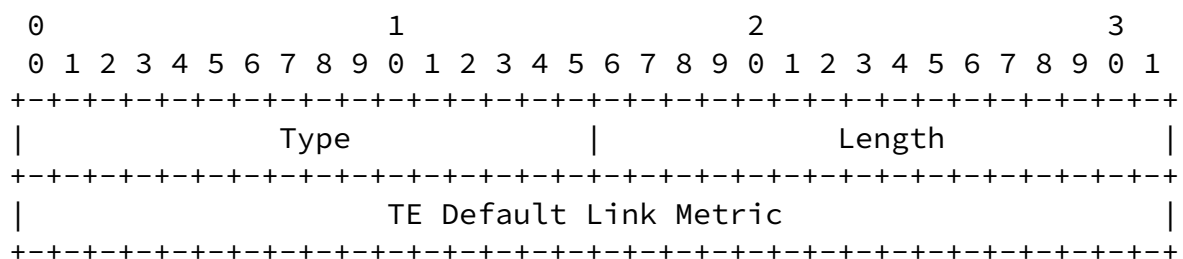 0                   1                   2                   3
 0 1 2 3 4 5 6 7 8 9 0 1 2 3 4 5 6 7 8 9 0 1 2 3 4 5 6 7 8 9 0 1
+-+-+-+-+-+-+-+-+-+-+-+-+-+-+-+-+-+-+-+-+-+-+-+-+-+-+-+-+-+-+-+-+
|              Type             |             Length            |
+-+-+-+-+-+-+-+-+-+-+-+-+-+-+-+-+-+-+-+-+-+-+-+-+-+-+-+-+-+-+-+-+
|                    TE Default Link Metric                     |
+-+-+-+-+-+-+-+-+-+-+-+-+-+-+-+-+-+-+-+-+-+-+-+-+-+-+-+-+-+-+-+-+